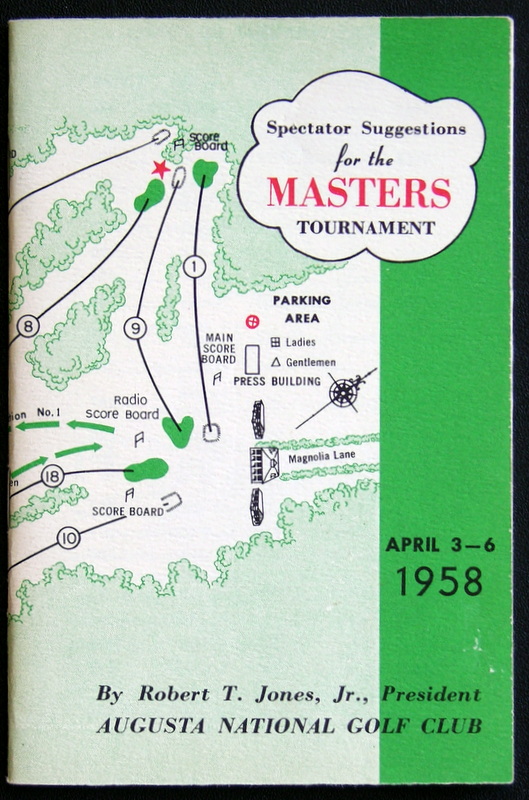 Spectator Suggestions
for the
MASTERS
TOURNAMENT
Score
Board
1
8
9
PARKING
AREA
Ladies
Gentlemen
MAIN
SCORE
BOARD
PRESS BUILDING
Radio
Score Board
No.1
Magnolia Lane
18
SCORE BOARD
10
APRIL 3–6
1958
By Robert T. Jones, Jr., President
AUGUSTA NATIONAL GOLF CLUB